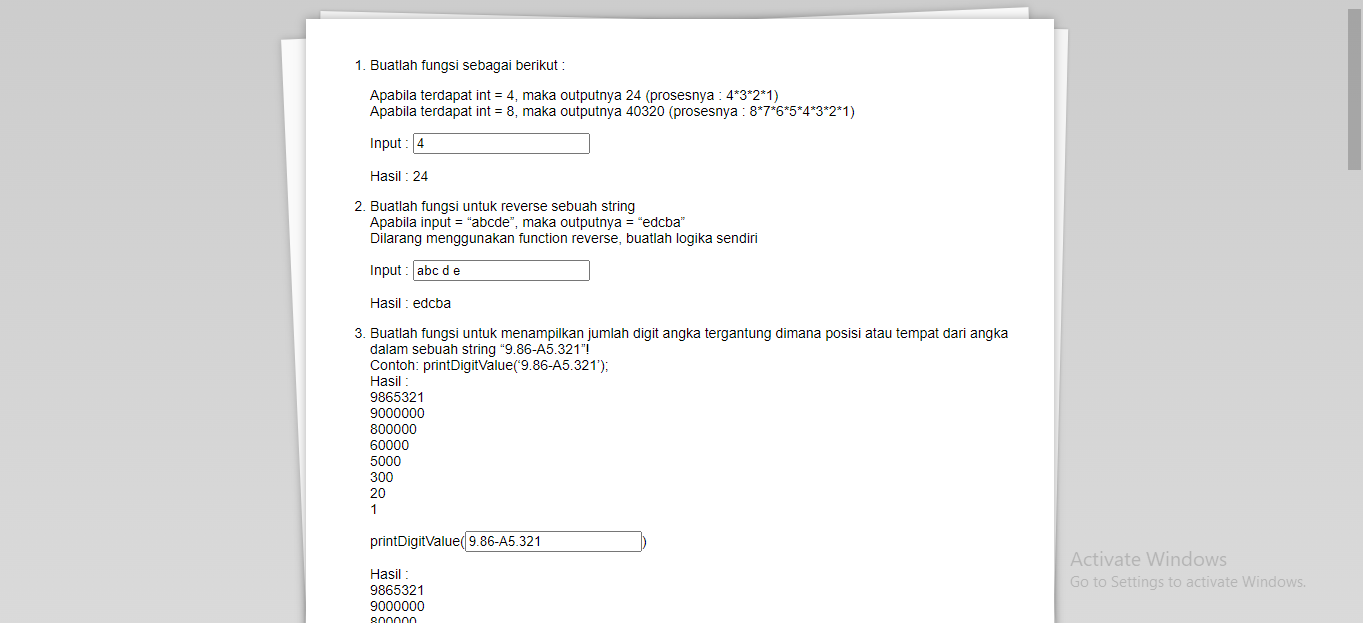 1. Buatlah fungsi sebagai berikut :
Apabila terdapat int = 4, maka outputnya 24 (prosesnya : 4*3*2*1)
Apabila terdapat int = 8, maka outputnya 40320 (prosesnya : 8*7*6*5*4*3*2*1)
Input : 4
Hasil : 24
2. Buatlah fungsi untuk reverse sebuah string
Apabila input = “abcde”, maka outputnya = “edcba”
Dilarang menggunakan function reverse, buatlah logika sendiri
Input : abc d e
Hasil : edcba
3. Buatlah fungsi untuk menampilkan jumlah digit angka tergantung dimana posisi atau tempat dari angka
dalam sebuah string “9.86-A5.321”!
Contoh: printDigitValue(‘9.86-A5.321’);
Hasil :
9865321
9000000
800000
60000
5000
300
20
1
printDigitValue(9.86-A5.321)
Hasil :
9865321
9000000
800000
Activate Windows
Go to Settings to activate Windows.